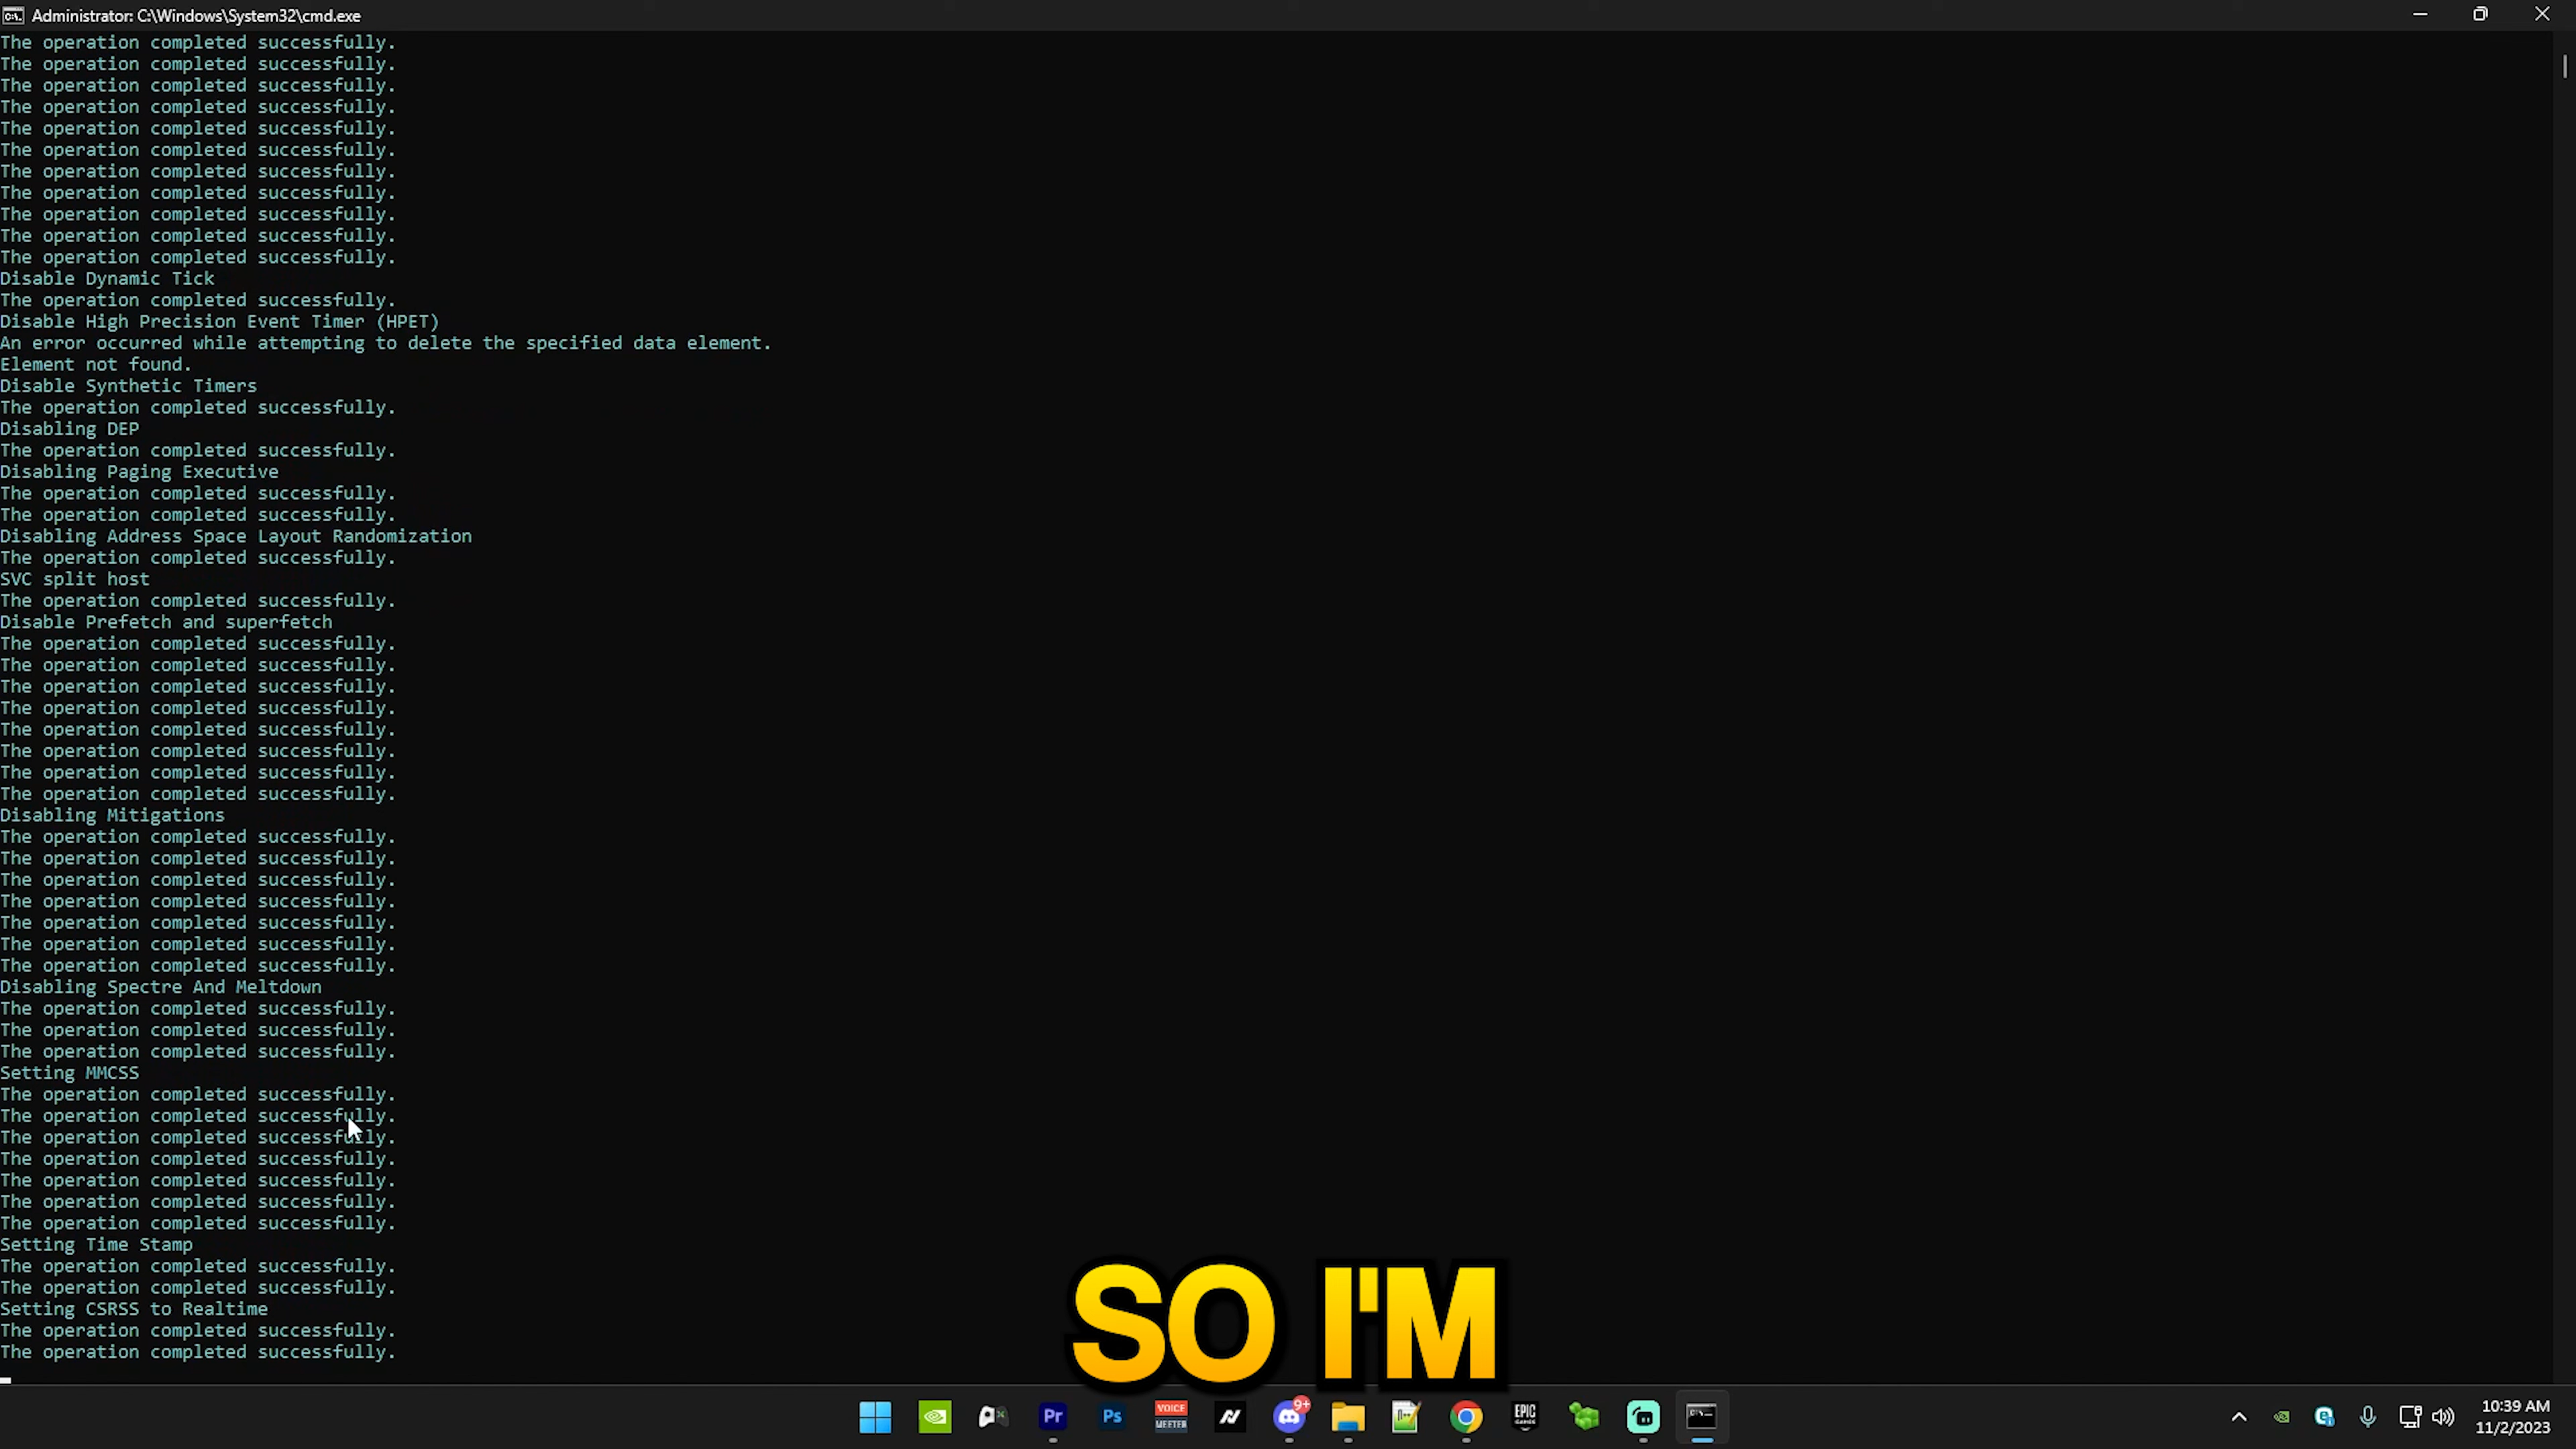 Administrator: C:\Windows\System32\cmd.exe
The operation completed successfully.
The operation completed successfully.
The operation completed successfully.
The operation completed successfully.
The operation completed successfully.
The operation completed successfully.
The operation completed successfully.
The operation completed successfully.
The operation completed successfully.
The operation completed successfully.
The operation completed successfully.
Disable Dynamic Tick
The operation completed successfully.
Disable High Precision Event Timer (HPET)
An error occurred while attempting to delete the specified data element.
Element not found.
Disable Synthetic Timers
The operation completed successfully.
Disabling DEP
The operation completed successfully.
Disabling Paging Executive
The operation completed successfully.
The operation completed successfully.
Disabling Address Space Layout Randomization
The operation completed successfully.
SVC split host
The operation completed successfully.
Disable Prefetch and superfetch
The operation completed successfully.
The operation completed successfully.
The operation completed successfully.
The operation completed successfully.
The operation completed successfully.
The operation completed successfully.
The operation completed successfully.
The operation completed successfully.
Disabling Mitigations
The operation completed successfully.
The operation completed successfully.
The operation completed successfully.
The operation completed successfully.
The operation completed successfully.
The operation completed successfully.
The operation completed successfully.
Disabling Spectre And Meltdown
The operation completed successfully.
The operation completed successfully.
The operation completed successfully.
Setting MMCSS
The operation completed successfully.
The operation completed successfully.
The operation completed successfully.
The operation completed successfully.
The operation completed successfully.
The operation completed successfully.
The operation completed successfully.
Setting Time Stamp
The operation completed successfully.
The operation completed successfully.
Setting CSRSS to Realtime
The operation completed successfully.
The operation completed successfully.
SO I'M
Pr
Ps
VOICE
MEETER
9+
EPIC
GAMES
10:39 AM
11/2/2023